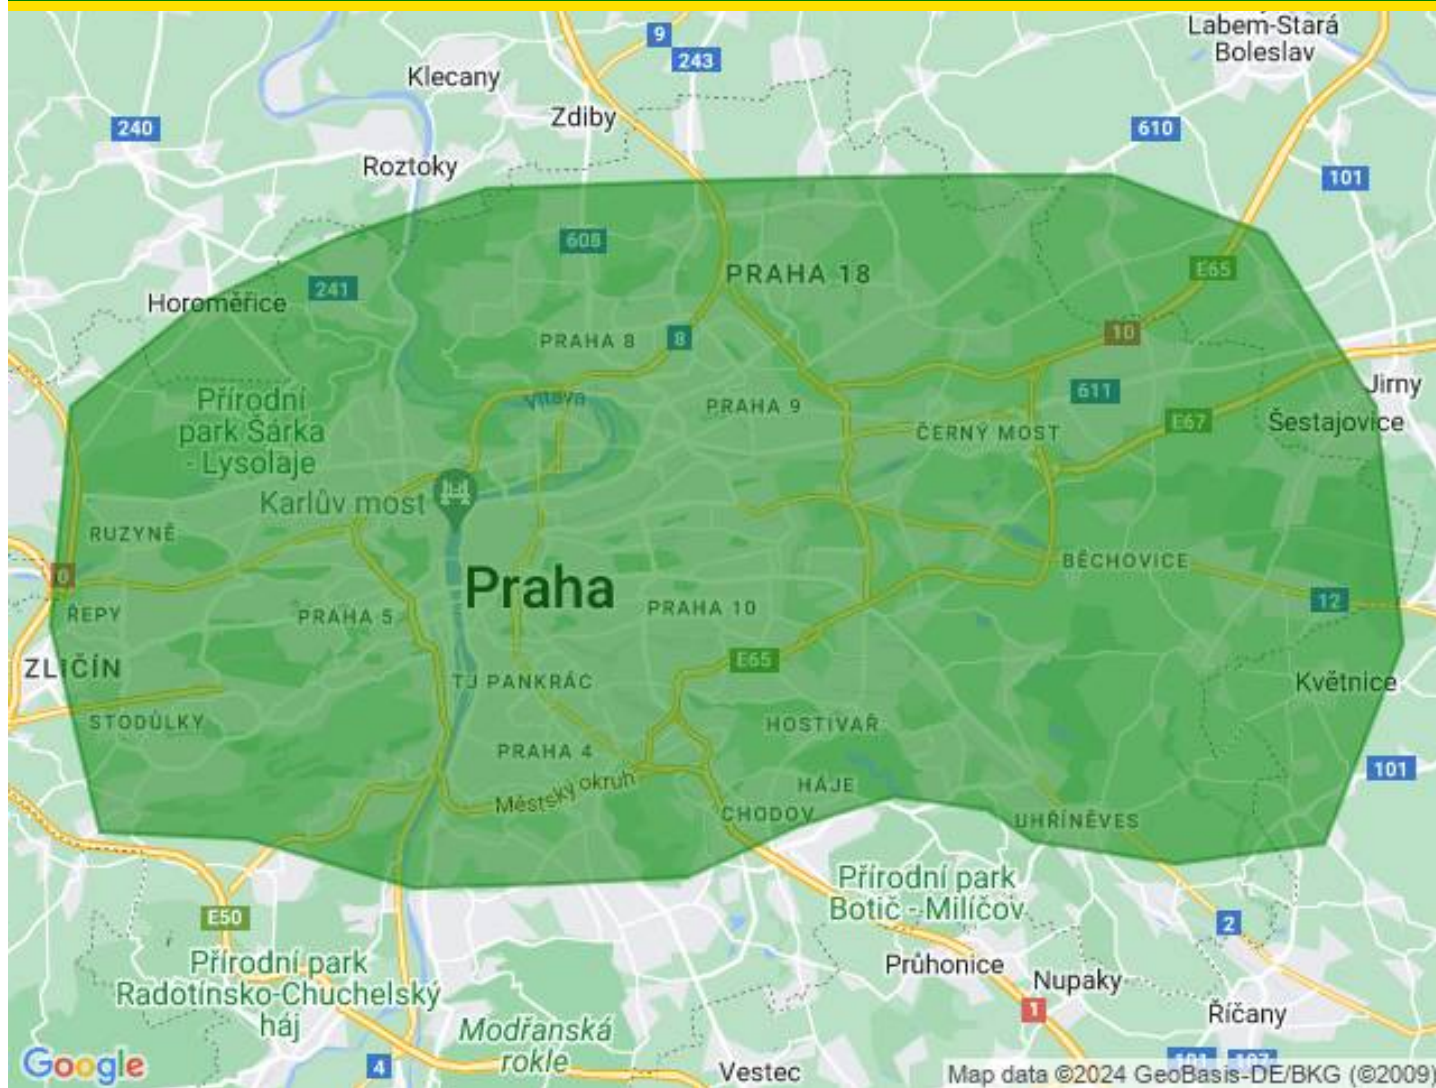 Labem-Stará
Boleslav
9
243
Klecany
Zdiby
240
610
Roztoky
101
608
E65
PRAHA 18
241
Horoměřice
PRAHA 8
8
10
Jirny
611
Přírodní
park Šárka
- Lysolaje
Vltava
PRAHA 9
E67
Šestajovice
ČERNÝ MOST
Karlův most
RUZYNĚ
BĚCHOVICE
0
Praha
12
ŘEPY
PRAHA 5
PRAHA 10
ZLIČÍN
E65
TJ PANKRÁC
Květnice
STODŮLKY
HOSTIVAŘ
PRAHA 4
101
Městský okruh
HÁJE
CHODOV
UHŘÍNĚVES
Přírodní park
Botič - Milíčov
E50
2
Přírodní park
Radotínsko-Chuchelský
háj
Průhonice
Nupaky
1
Říčany
Modřanská
rokle
Google
4
Vestec
101
107
Map data ©2024 GeoBasis-DE/BKG (©2009)